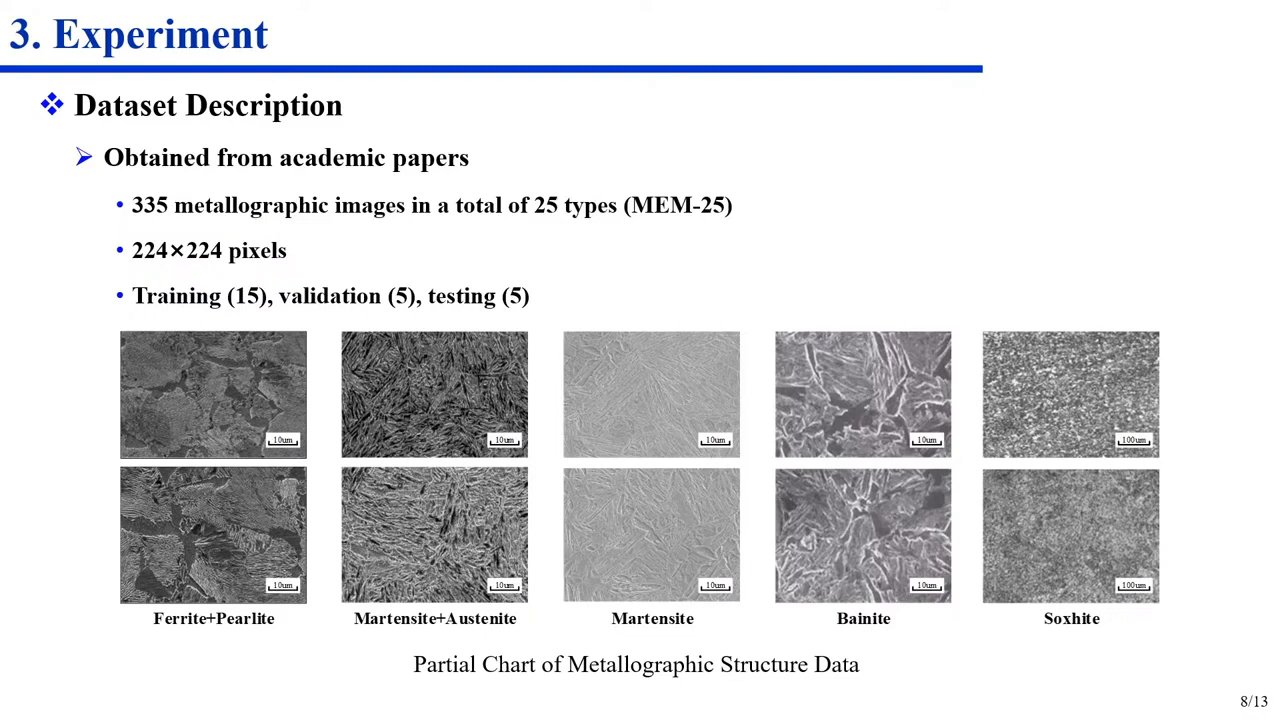 3. Experiment
❖ Dataset Description
➢ Obtained from academic papers
• 335 metallographic images in a total of 25 types (MEM-25)
• 224×224 pixels
• Training (15), validation (5), testing (5)
10um 10um 10um 10um 100um
10um 10um 10um 10um 100um
Ferrite+Pearlite Martensite+Austenite Martensite Bainite Soxhite
Partial Chart of Metallographic Structure Data
8/13